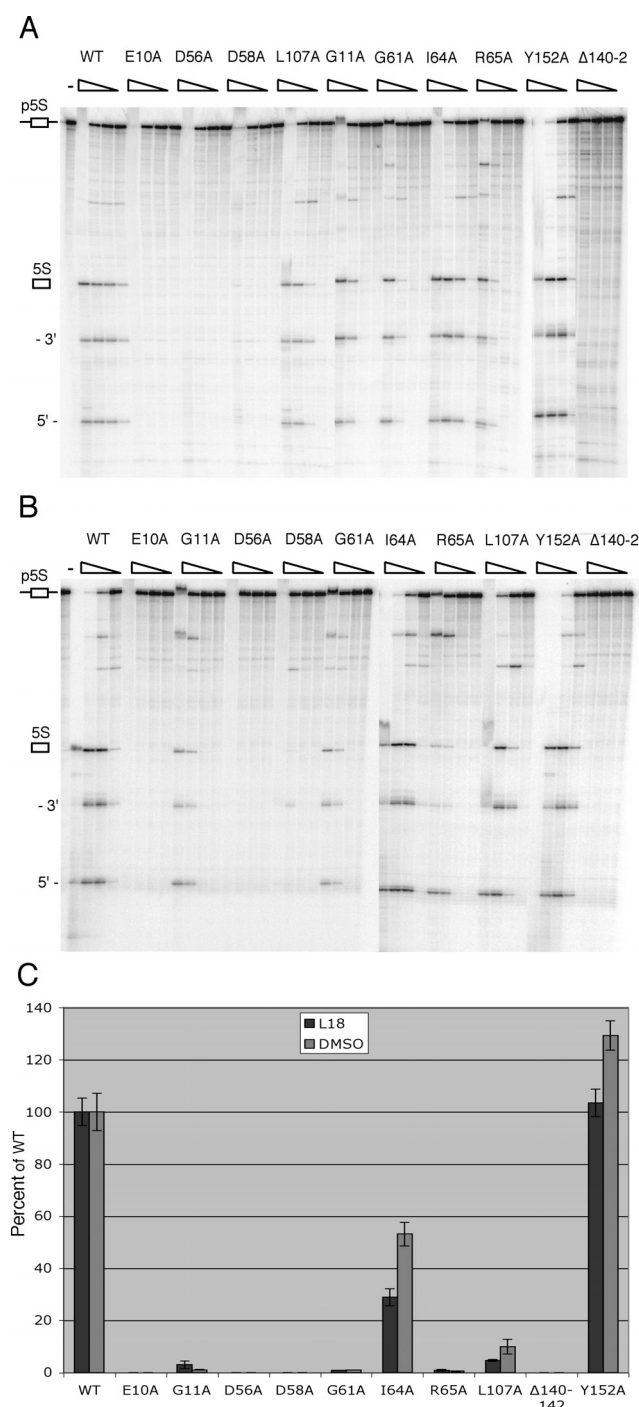 A
WT E10A D56A D58A L107A G11A G61A I64A R65A Y152A Δ140-2
-
p5S
5S
- 3'
5' -
B
WT E10A G11A D56A D58A G61A I64A R65A L107A Y152A Δ140-2
-
p5S
5S
- 3'
5' -
C
140
120
100
80
60
40
20
0
Percent of WT
L18
DMSO
WT E10A G11A D56A D58A G61A I64A R65A L107A Δ140-142 Y152A